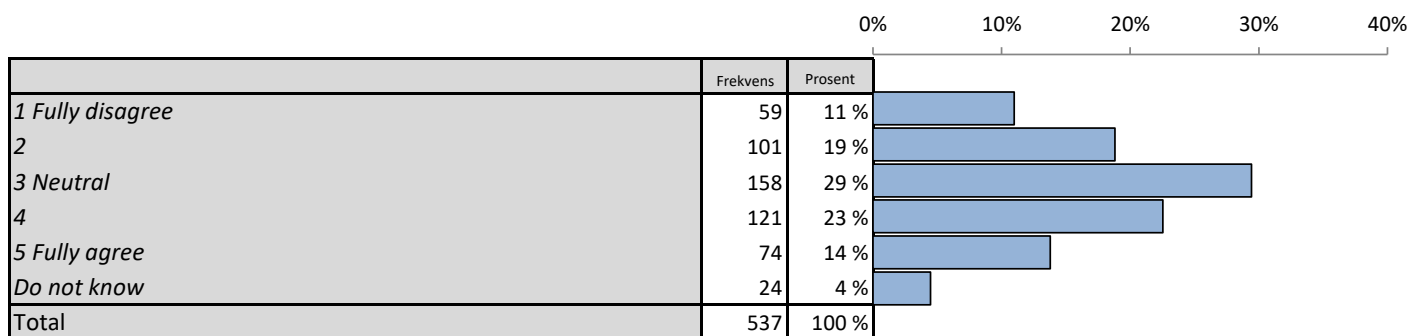 0% 10% 20% 30% 40%
Frekvens Prosent
1 Fully disagree 59 11 %
2 101 19 %
3 Neutral 158 29 %
4 121 23 %
5 Fully agree 74 14 %
Do not know 24 4 %
Total 537 100 %